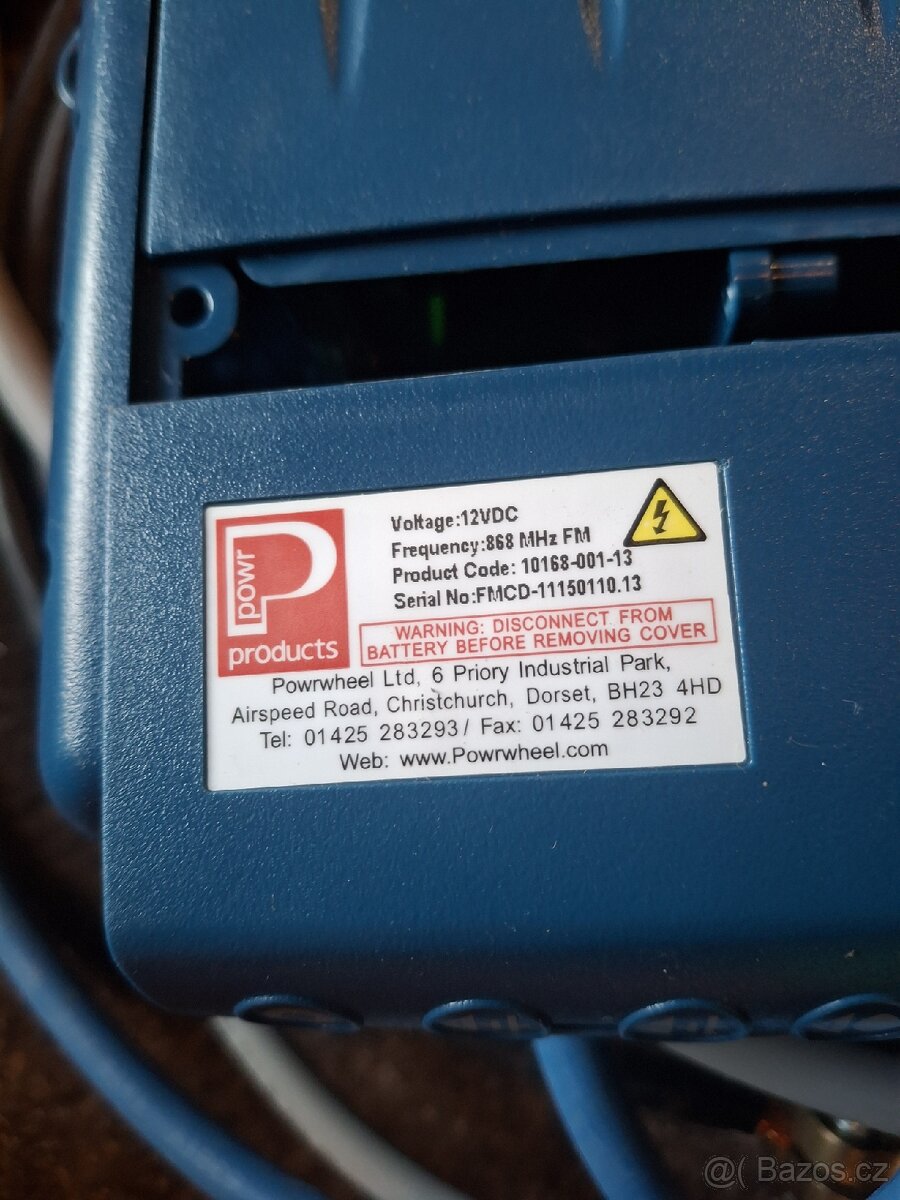 powr
products
Voltage:12VDC
Frequency:868 MHz FM
Product Code: 10168-001-13
Serial No:FMCD-11150110.13
WARNING: DISCONNECT FROM
BATTERY BEFORE REMOVING COVER
Powrwheel Ltd, 6 Priory Industrial Park,
Airspeed Road, Christchurch, Dorset, BH23 4HD
Tel: 01425 283293/ Fax: 01425 283292
Web: www.Powrwheel.com
@( Bazos.cz